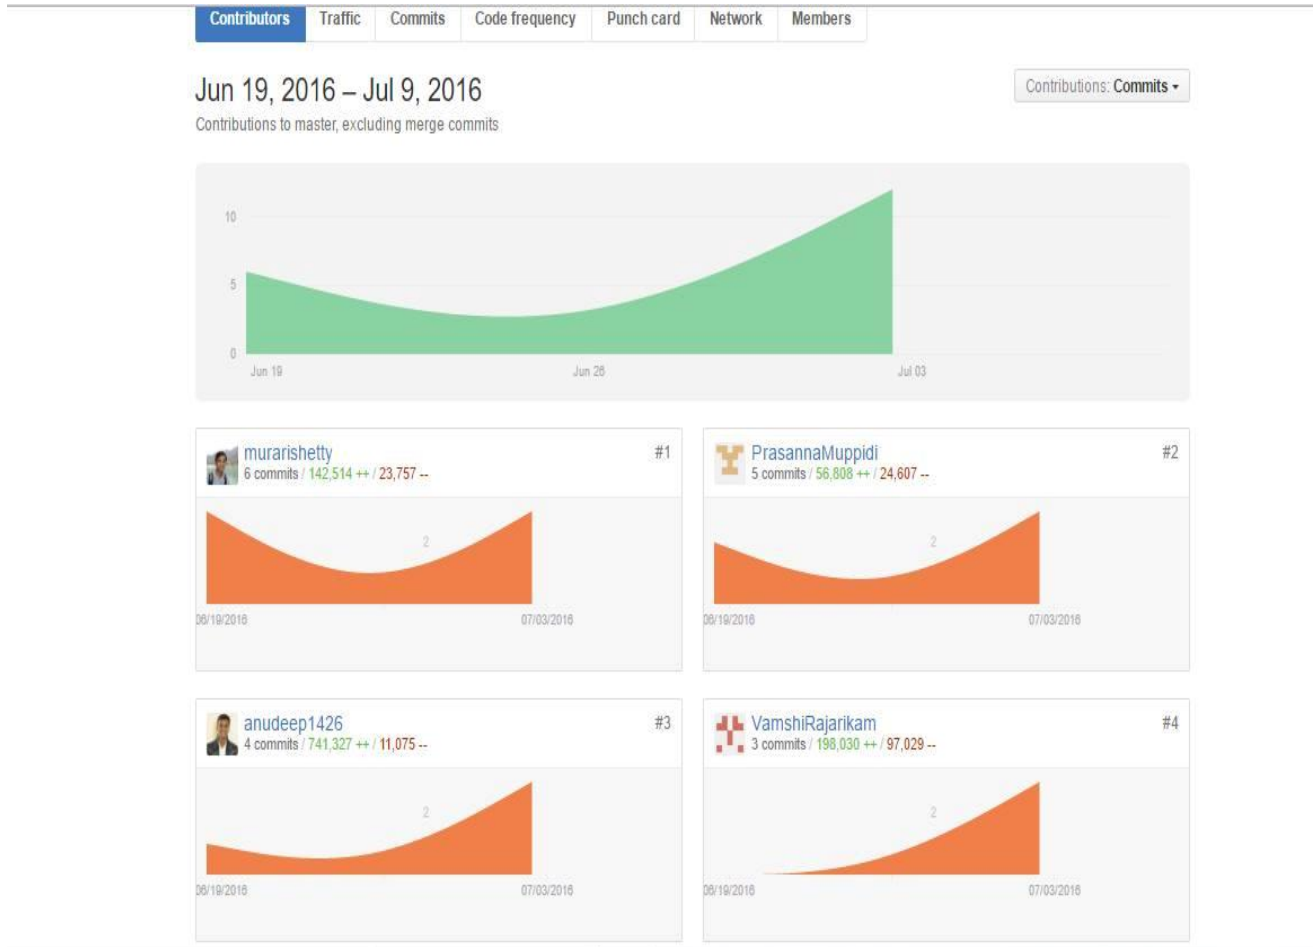 Contributors Traffic Commits Code frequency Punch card Network Members
Jun 19, 2016 – Jul 9, 2016
Contributions: Commits
Contributions to master, excluding merge commits
10
5
0
Jun 19 Jun 26 Jul 03
murarishetty #1
6 commits / 142,514 ++ / 23,757 --
2
06/19/2016 07/03/2016
PrasannaMuppidi #2
5 commits / 56,808 ++ / 24,607 --
2
06/19/2016 07/03/2016
anudeep1426 #3
4 commits / 741,327 ++ / 11,075 --
2
06/19/2016 07/03/2016
VamshiRajarikam #4
3 commits / 198,030 ++ / 97,029 --
2
06/19/2016 07/03/2016